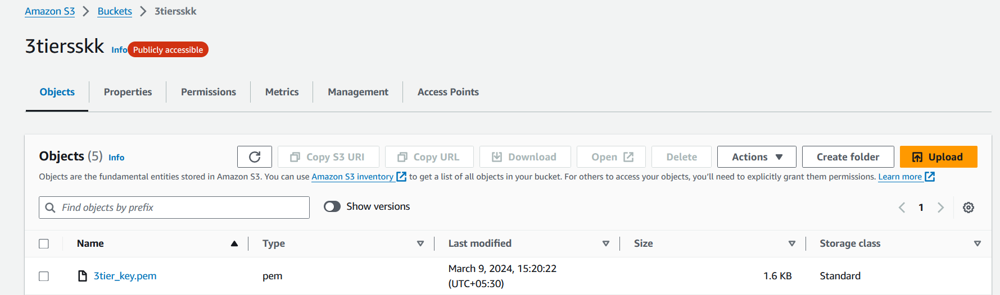 Amazon S3 > Buckets > 3tiersskk
3tiersskk Info Publicly accessible
Objects Properties Permissions Metrics Management Access Points
Objects (5) Info Copy S3 URI Copy URL Download Open Delete Actions Create folder Upload
Objects are the fundamental entities stored in Amazon S3. You can use Amazon S3 inventory to get a list of all objects in your bucket. For others to access your objects, you’ll need to explicitly grant them permissions. Learn more
Find objects by prefix Show versions 1
Name Type Last modified Size Storage class
3tier_key.pem pem March 9, 2024, 15:20:22 1.6 KB Standard
(UTC+05:30)